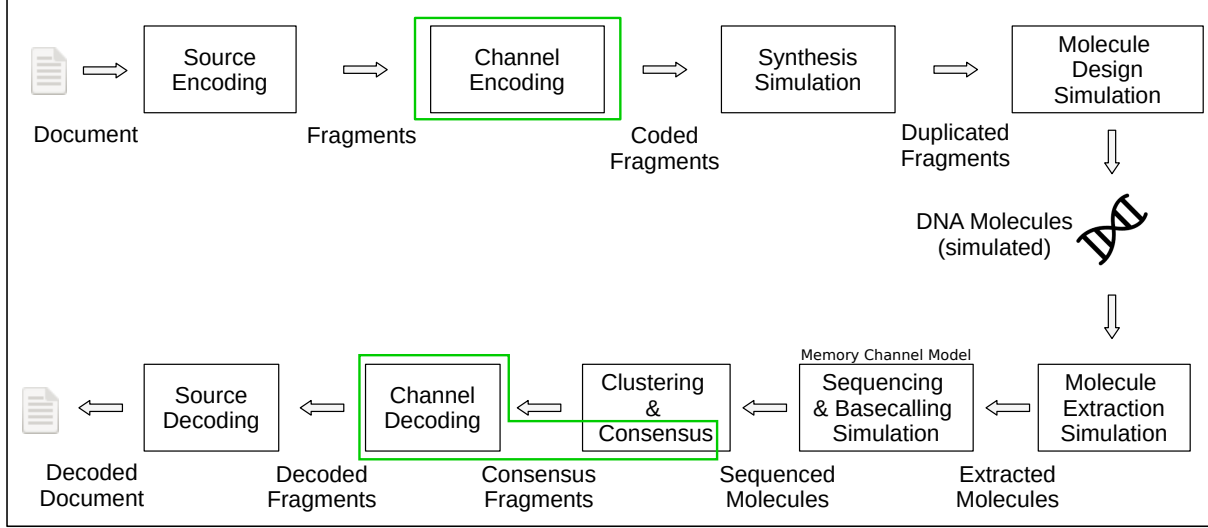 Source
Encoding
Channel
Encoding
Synthesis
Simulation
Molecule
Design
Simulation
Document
Fragments
Coded
Fragments
Duplicated
Fragments
DNA Molecules
(simulated)
Memory Channel Model
Source
Decoding
Channel
Decoding
Clustering
&
Consensus
Sequencing
& Basecalling
Simulation
Molecule
Extraction
Simulation
Decoded
Document
Decoded
Fragments
Consensus
Fragments
Sequenced
Molecules
Extracted
Molecules